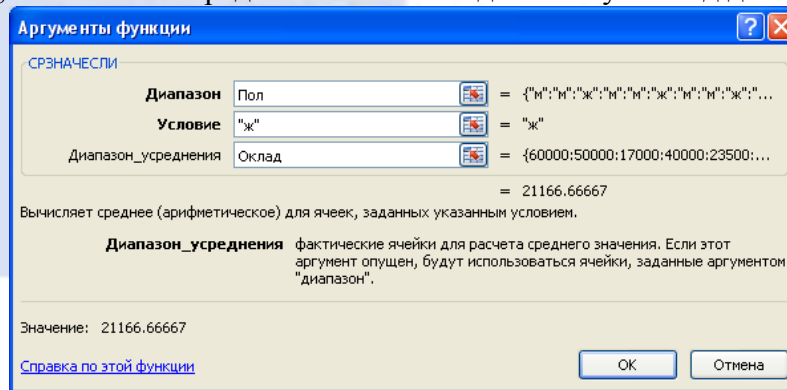 Аргументы функции
СРЗНАЧЕСЛИ
Диапазон Пол = {"м":"м":"ж":"м":"м":"ж":"м":"м":"ж":"...
Условие "ж" = "ж"
Диапазон_усреднения Оклад = {60000:50000:17000:40000:23500:...
= 21166.66667
Вычисляет среднее (арифметическое) для ячеек, заданных указанным условием.
Диапазон_усреднения фактические ячейки для расчета среднего значения. Если этот
аргумент опущен, будут использоваться ячейки, заданные аргументом
"диапазон".
Значение: 21166.66667
Справка по этой функции ОК Отмена